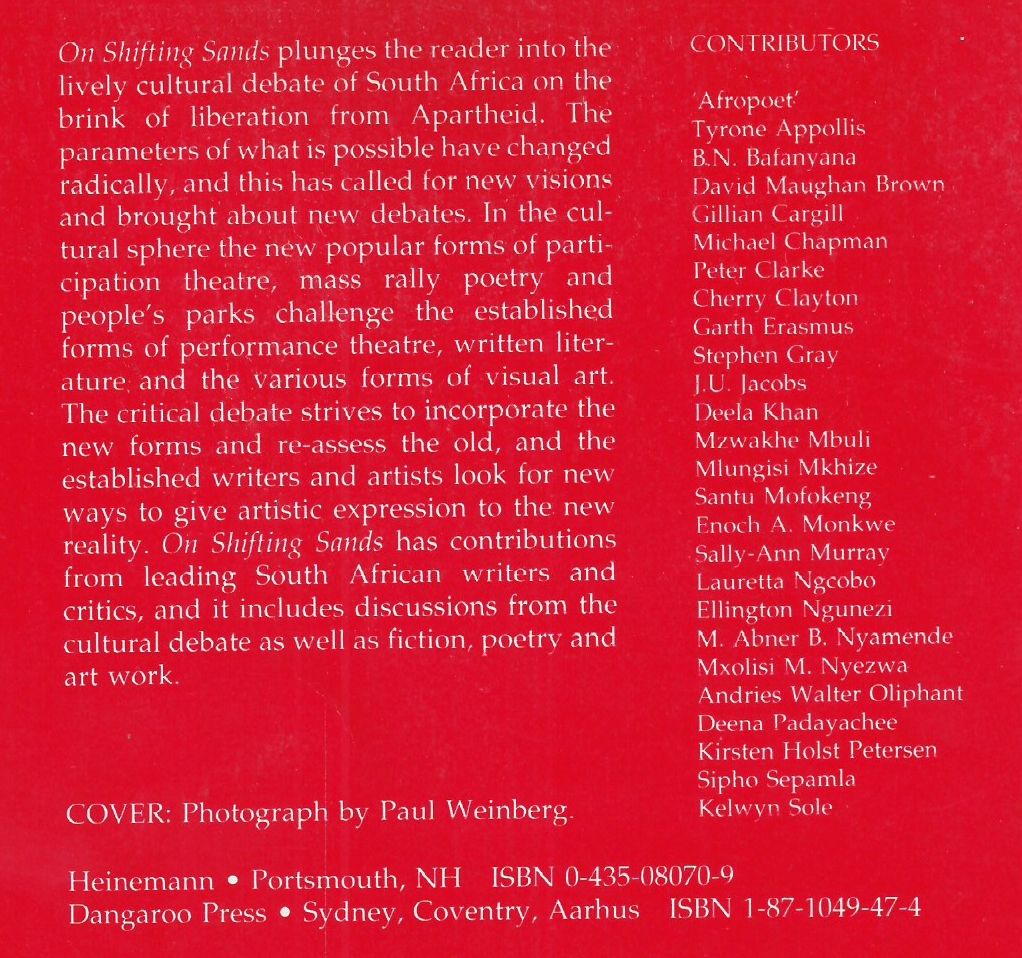 On Shifting Sands plunges the reader into the
lively cultural debate of South Africa on the
brink of liberation from Apartheid. The
parameters of what is possible have changed
radically, and this has called for new visions
and brought about new debates. In the cul-
tural sphere the new popular forms of parti-
cipation theatre, mass rally poetry and
people's parks challenge the established
forms of performance theatre, written liter-
ature and the various forms of visual art.
The critical debate strives to incorporate the
new forms and re-assess the old, and the
established writers and artists look for new
ways to give artistic expression to the new
reality. On Shifting Sands has contributions
from leading South African writers and
critics, and it includes discussions from the
cultural debate as well as fiction, poetry and
art work.
COVER: Photograph by Paul Weinberg.
CONTRIBUTORS
'Afropoet'
Tyrone Appollis
B.N. Bafanyana
David Maughan Brown
Gillian Cargill
Michael Chapman
Peter Clarke
Cherry Clayton
Garth Erasmus
Stephen Gray
J.U. Jacobs
Deela Khan
Mzwakhe Mbuli
Mlungisi Mkhize
Santu Mofokeng
Enoch A. Monkwe
Sally-Ann Murray
Lauretta Ngcobo
Ellington Ngunezi
M. Abner B. Nyamende
Mxolisi M. Nyezwa
Andries Walter Oliphant
Deena Padayachee
Kirsten Holst Petersen
Sipho Sepamla
Kelwyn Sole
Heinemann • Portsmouth, NH ISBN 0-435-08070-9
Dangaroo Press • Sydney, Coventry, Aarhus ISBN 1-87-1049-47-4